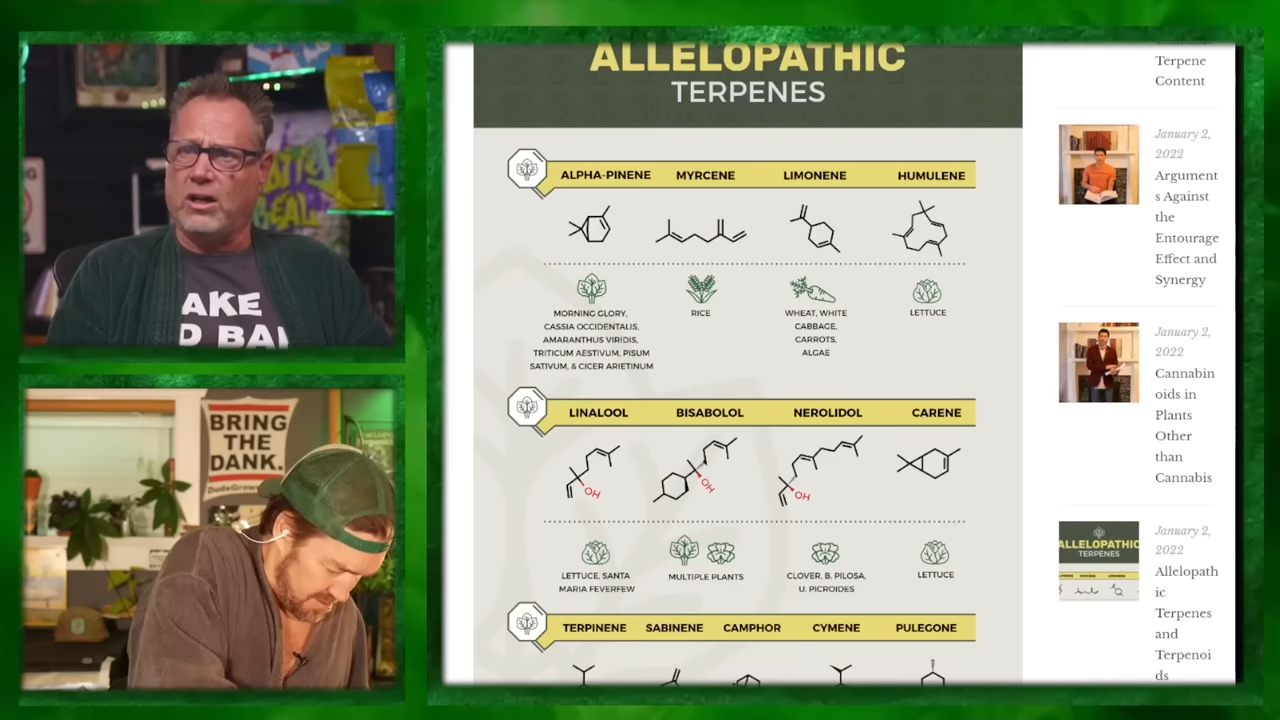 AKE
D BA
BRING
THE
DANK.
ALLELOPATHIC
TERPENES
ALPHA-PINENE MYRCENE LIMONENE HUMULENE
MORNING GLORY,
CASSIA OCCIDENTALIS,
AMARANTHUS VIRIDIS,
TRITICUM AESTIVUM, PISUM
SATIVUM, & CICER ARIETINUM
RICE
WHEAT, WHITE
CABBAGE,
CARROTS,
ALGAE
LETTUCE
LINALOOL BISABOLOL NEROLIDOL CARENE
OH
OH
OH
LETTUCE, SANTA
MARIA FEVERFEW
MULTIPLE PLANTS
CLOVER, B. PILOSA,
U. PICROIDES
LETTUCE
TERPINENE SABINENE CAMPHOR CYMENE PULEGONE
Terpene
Content
January 2,
2022
Argument
s Against
the
Entourage
Effect and
Synergy
January 2,
2022
Cannabin
oids in
Plants
Other
than
Cannabis
ALLELOPATHIC
TERPENES
January 2,
2022
Allelopath
ic
Terpenes
and
Terpenoi
ds